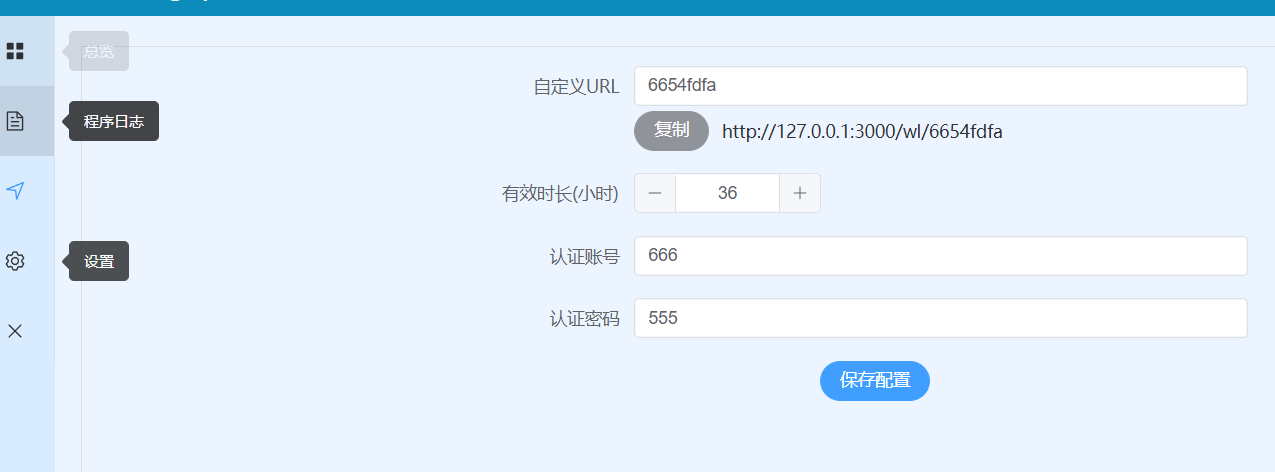 总览
自定义URL
6654fdfa
复制
http://127.0.0.1:3000/wl/6654fdfa
程序日志
有效时长(小时)
36
设置
认证账号
666
认证密码
555
保存配置